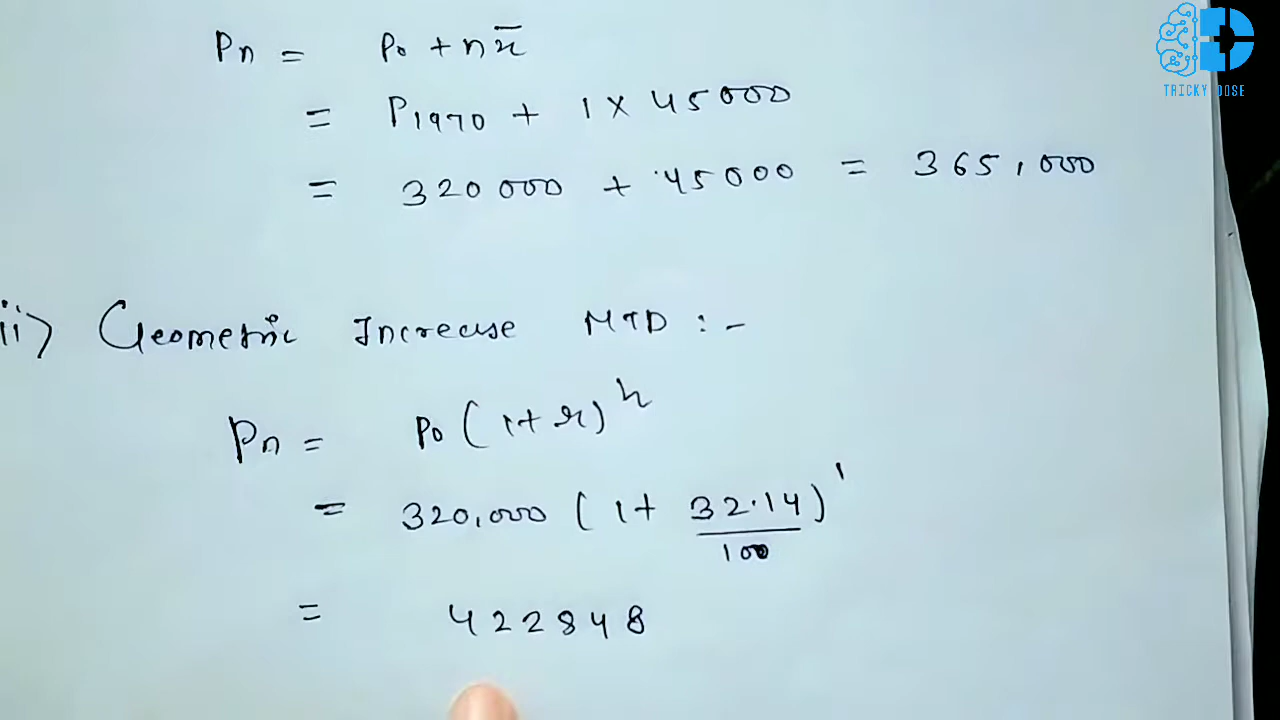 Pn = P₀ + nx̄
TRICKY DOSE
= P₁₉₇₀ + 1 × 45000
= 320000 + 45000 = 365,000
ii) Geometric Increase MTD :-
Pn = P₀ (1 + r)ⁿ
= 320,000 (1 + 32.14/100)¹
= 422848